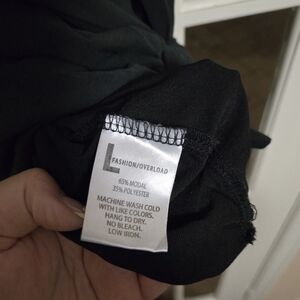 L
FASHION/OVERLOAD
65% MODAL
35% POLYESTER
MACHINE WASH COLD
WITH LIKE COLORS.
HANG TO DRY.
NO BLEACH.
LOW IRON.